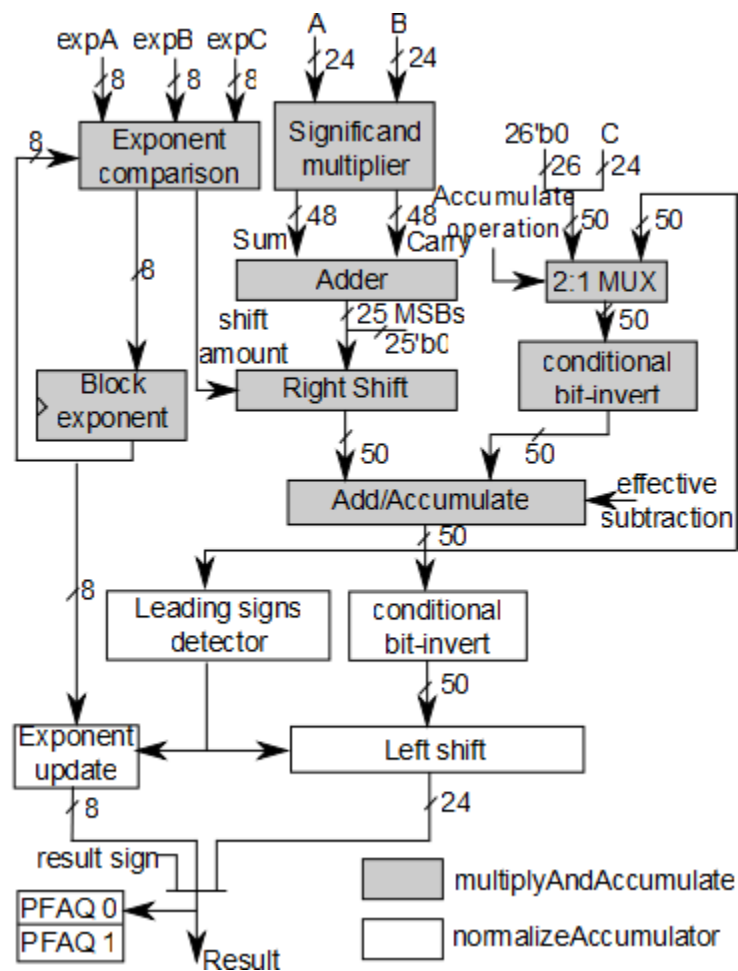 expA expB expC
A B
8 8 8
24 24
8
Exponent comparison
Significand multiplier
26'b0 C
26 24
Accumulate operation
50 50
48 48
Sum Carry
8
Adder
2:1 MUX
25 MSBs
25'b0
50
shift amount
Block exponent
Right Shift
conditional bit-invert
50 50
Add/Accumulate
effective subtraction
50
8
Leading signs detector
conditional bit-invert
50
Exponent update
Left shift
8 24
result sign
multiplyAndAccumulate
PFAQ 0
PFAQ 1
normalizeAccumulator
Result